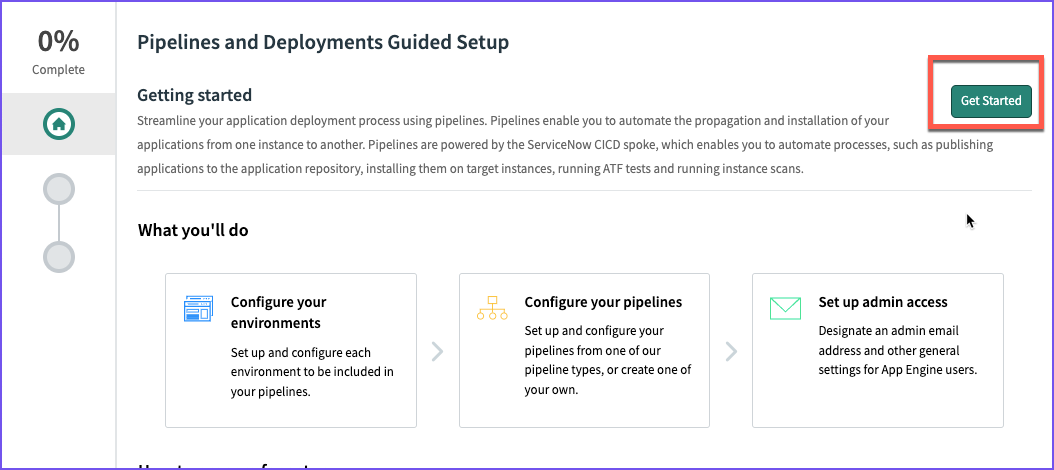 0%
Complete
Pipelines and Deployments Guided Setup
Getting started
Get Started
Streamline your application deployment process using pipelines. Pipelines enable you to automate the propagation and installation of your
applications from one instance to another. Pipelines are powered by the ServiceNow CICD spoke, which enables you to automate processes, such as publishing
applications to the application repository, installing them on target instances, running ATF tests and running instance scans.
What you'll do
Configure your
environments
Set up and configure each
environment to be included in
your pipelines.
Configure your pipelines
Set up and configure your
pipelines from one of our
pipeline types, or create one of
your own.
Set up admin access
Designate an admin email
address and other general
settings for App Engine users.